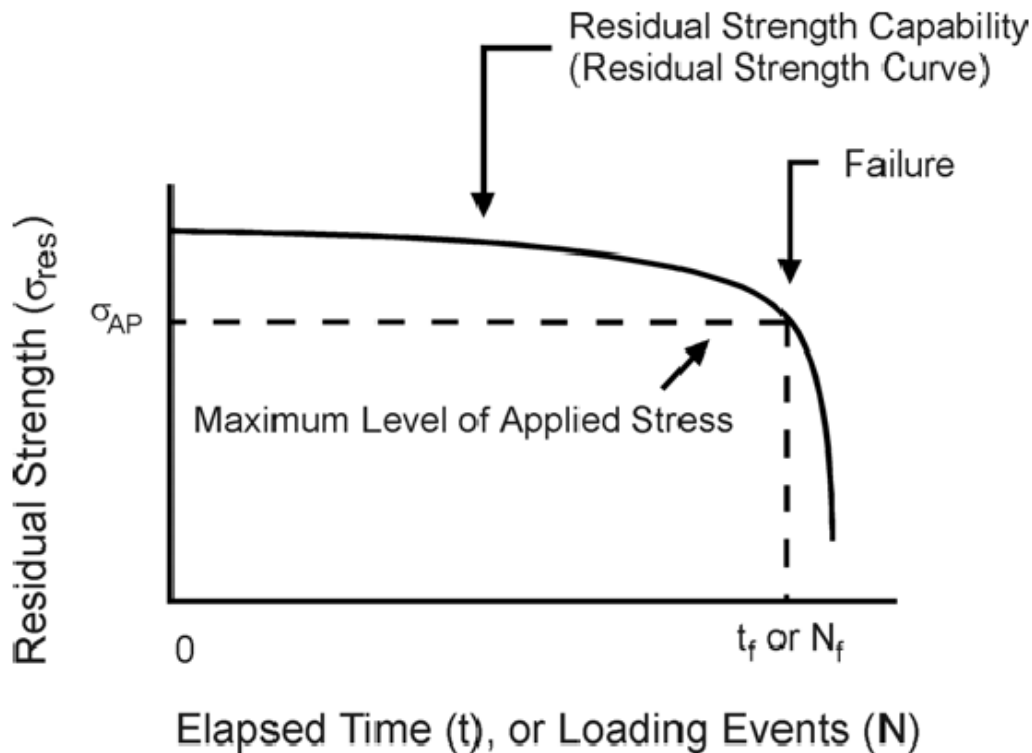 Residual Strength Capability
(Residual Strength Curve)
Failure
Residual Strength (σres)
σAP
Maximum Level of Applied Stress
0
tf or Nf
Elapsed Time (t), or Loading Events (N)